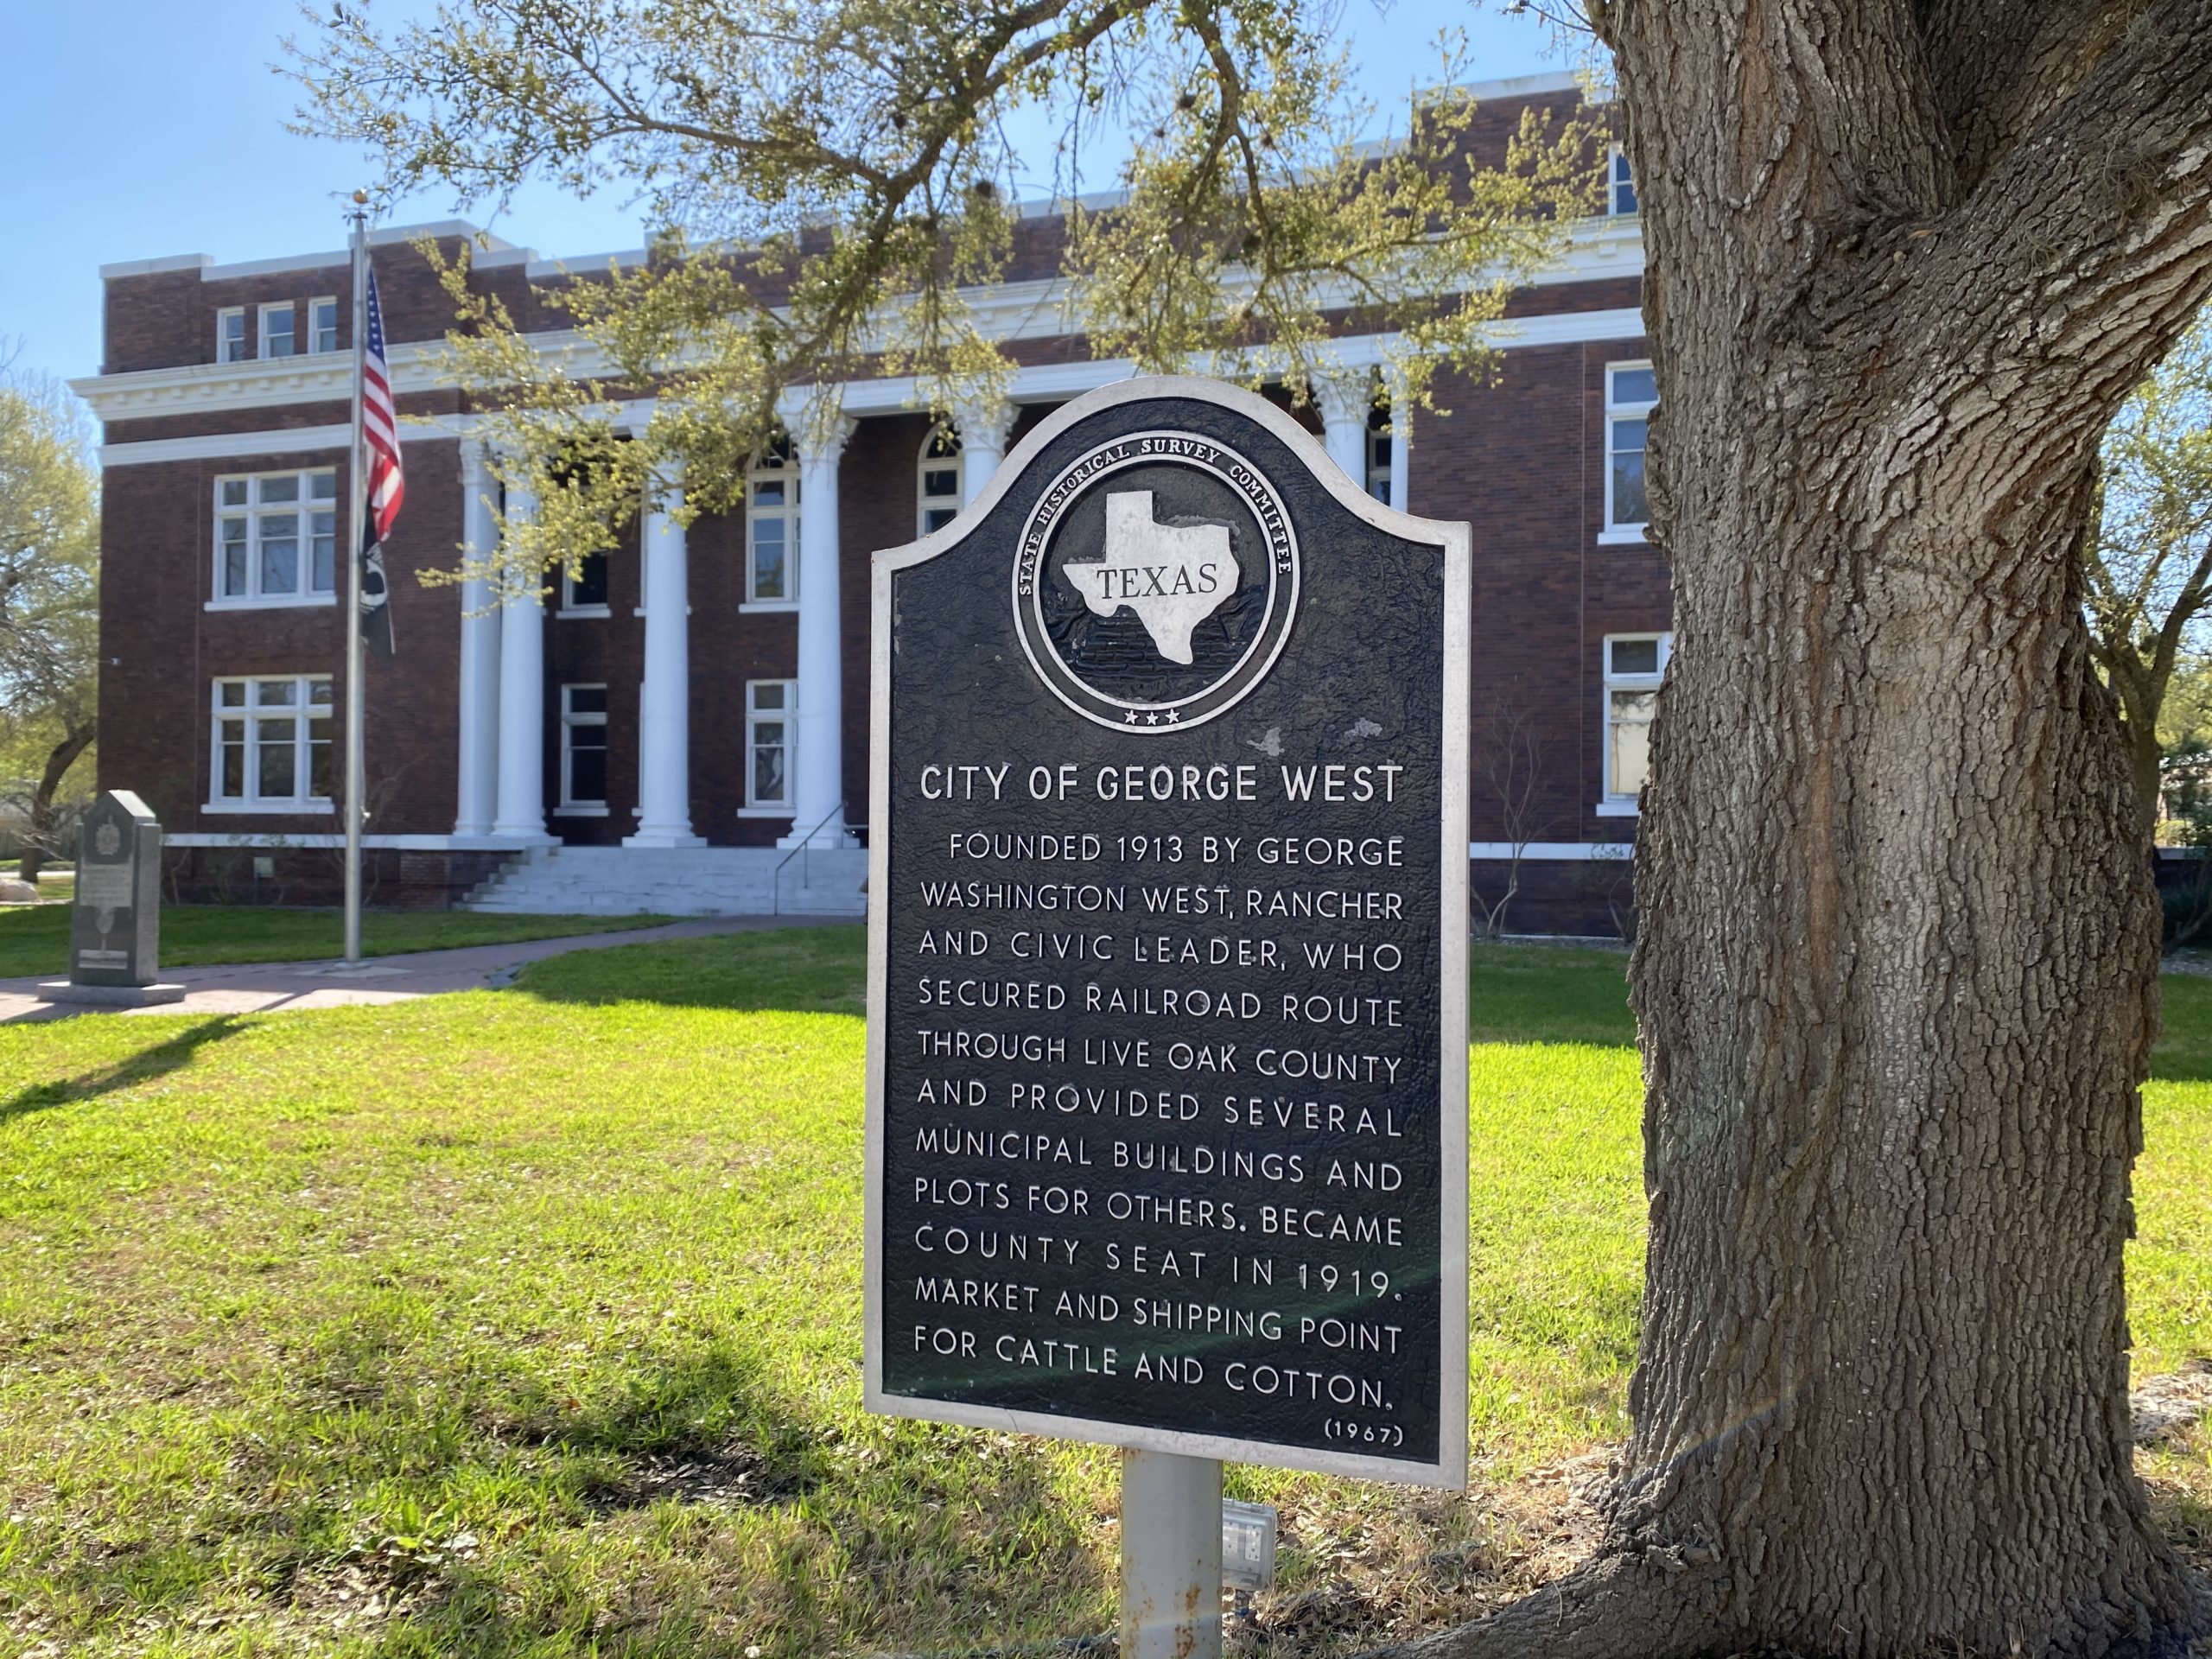 STATE HISTORICAL SURVEY COMMITTEE
TEXAS
CITY OF GEORGE WEST
FOUNDED 1913 BY GEORGE
WASHINGTON WEST, RANCHER
AND CIVIC LEADER, WHO
SECURED RAILROAD ROUTE
THROUGH LIVE OAK COUNTY
AND PROVIDED SEVERAL
MUNICIPAL BUILDINGS AND
PLOTS FOR OTHERS. BECAME
COUNTY SEAT IN 1919.
MARKET AND SHIPPING POINT
FOR CATTLE AND COTTON.
(1967)